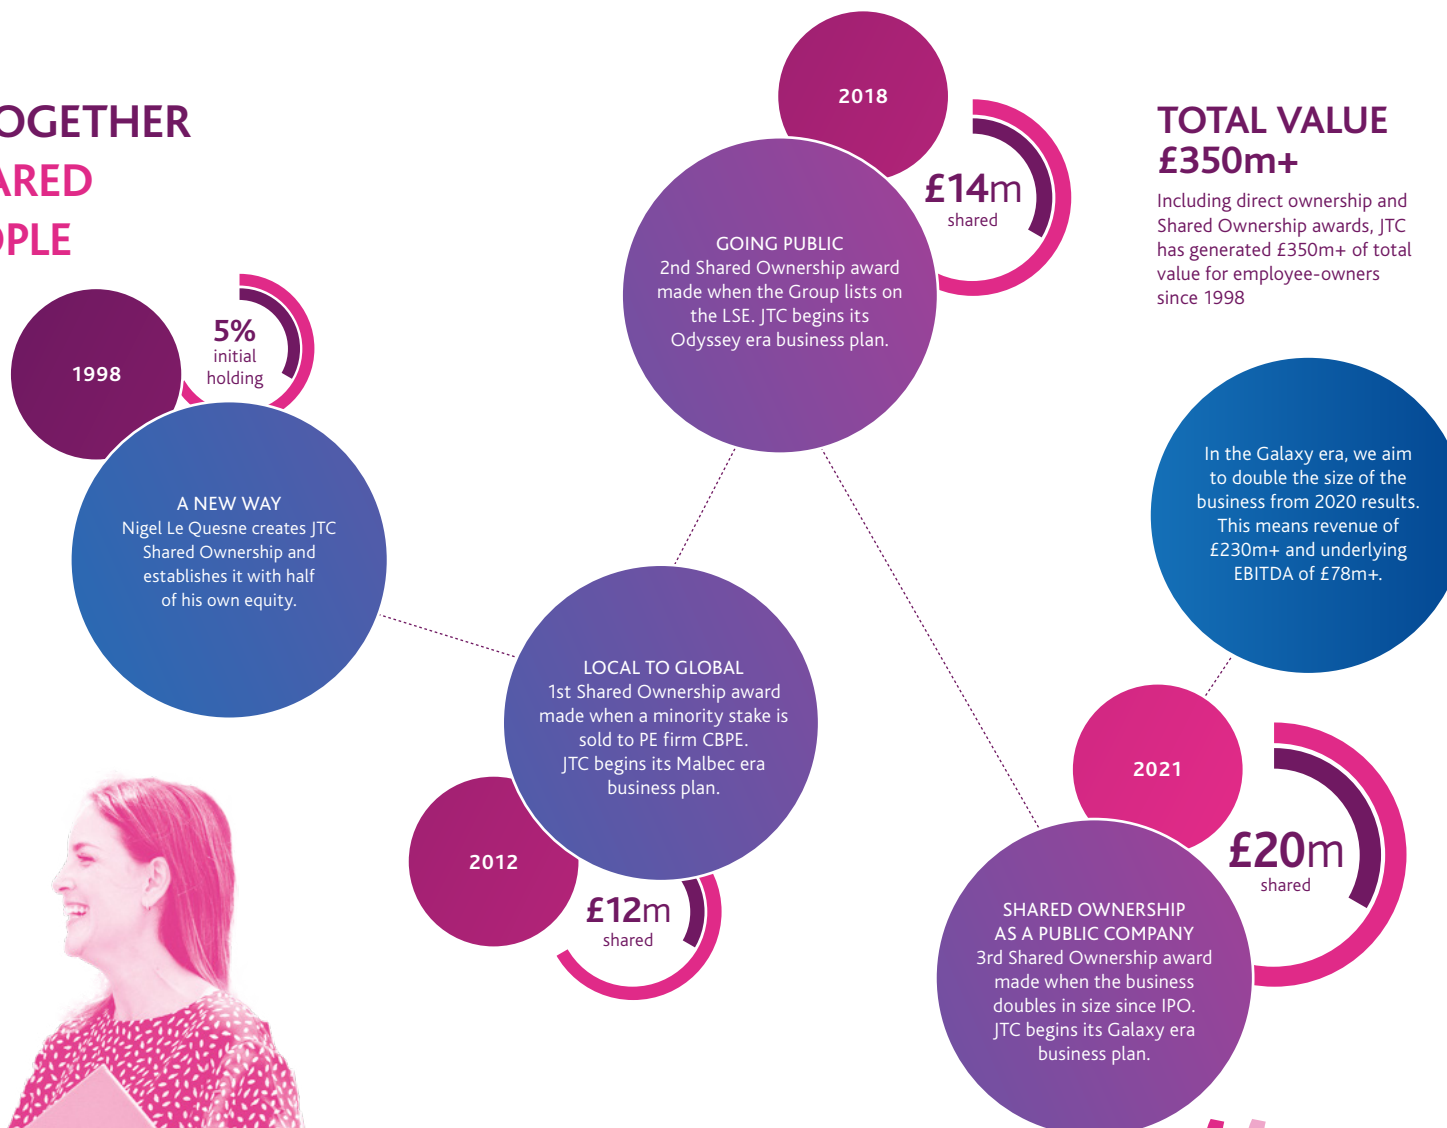 OGETHER
ARED
OPLE
1998
5%
initial
holding
A NEW WAY
Nigel Le Quesne creates JTC
Shared Ownership and
establishes it with half
of his own equity.
2012
LOCAL TO GLOBAL
1st Shared Ownership award
made when a minority stake is
sold to PE firm CBPE.
JTC begins its Malbec era
business plan.
£12m
shared
2018
£14m
shared
GOING PUBLIC
2nd Shared Ownership award
made when the Group lists on
the LSE. JTC begins its
Odyssey era business plan.
2021
£20m
shared
SHARED OWNERSHIP
AS A PUBLIC COMPANY
3rd Shared Ownership award
made when the business
doubles in size since IPO.
JTC begins its Galaxy era
business plan.
TOTAL VALUE
£350m+
Including direct ownership and
Shared Ownership awards, JTC
has generated £350m+ of total
value for employee-owners
since 1998
In the Galaxy era, we aim
to double the size of the
business from 2020 results.
This means revenue of
£230m+ and underlying
EBITDA of £78m+.